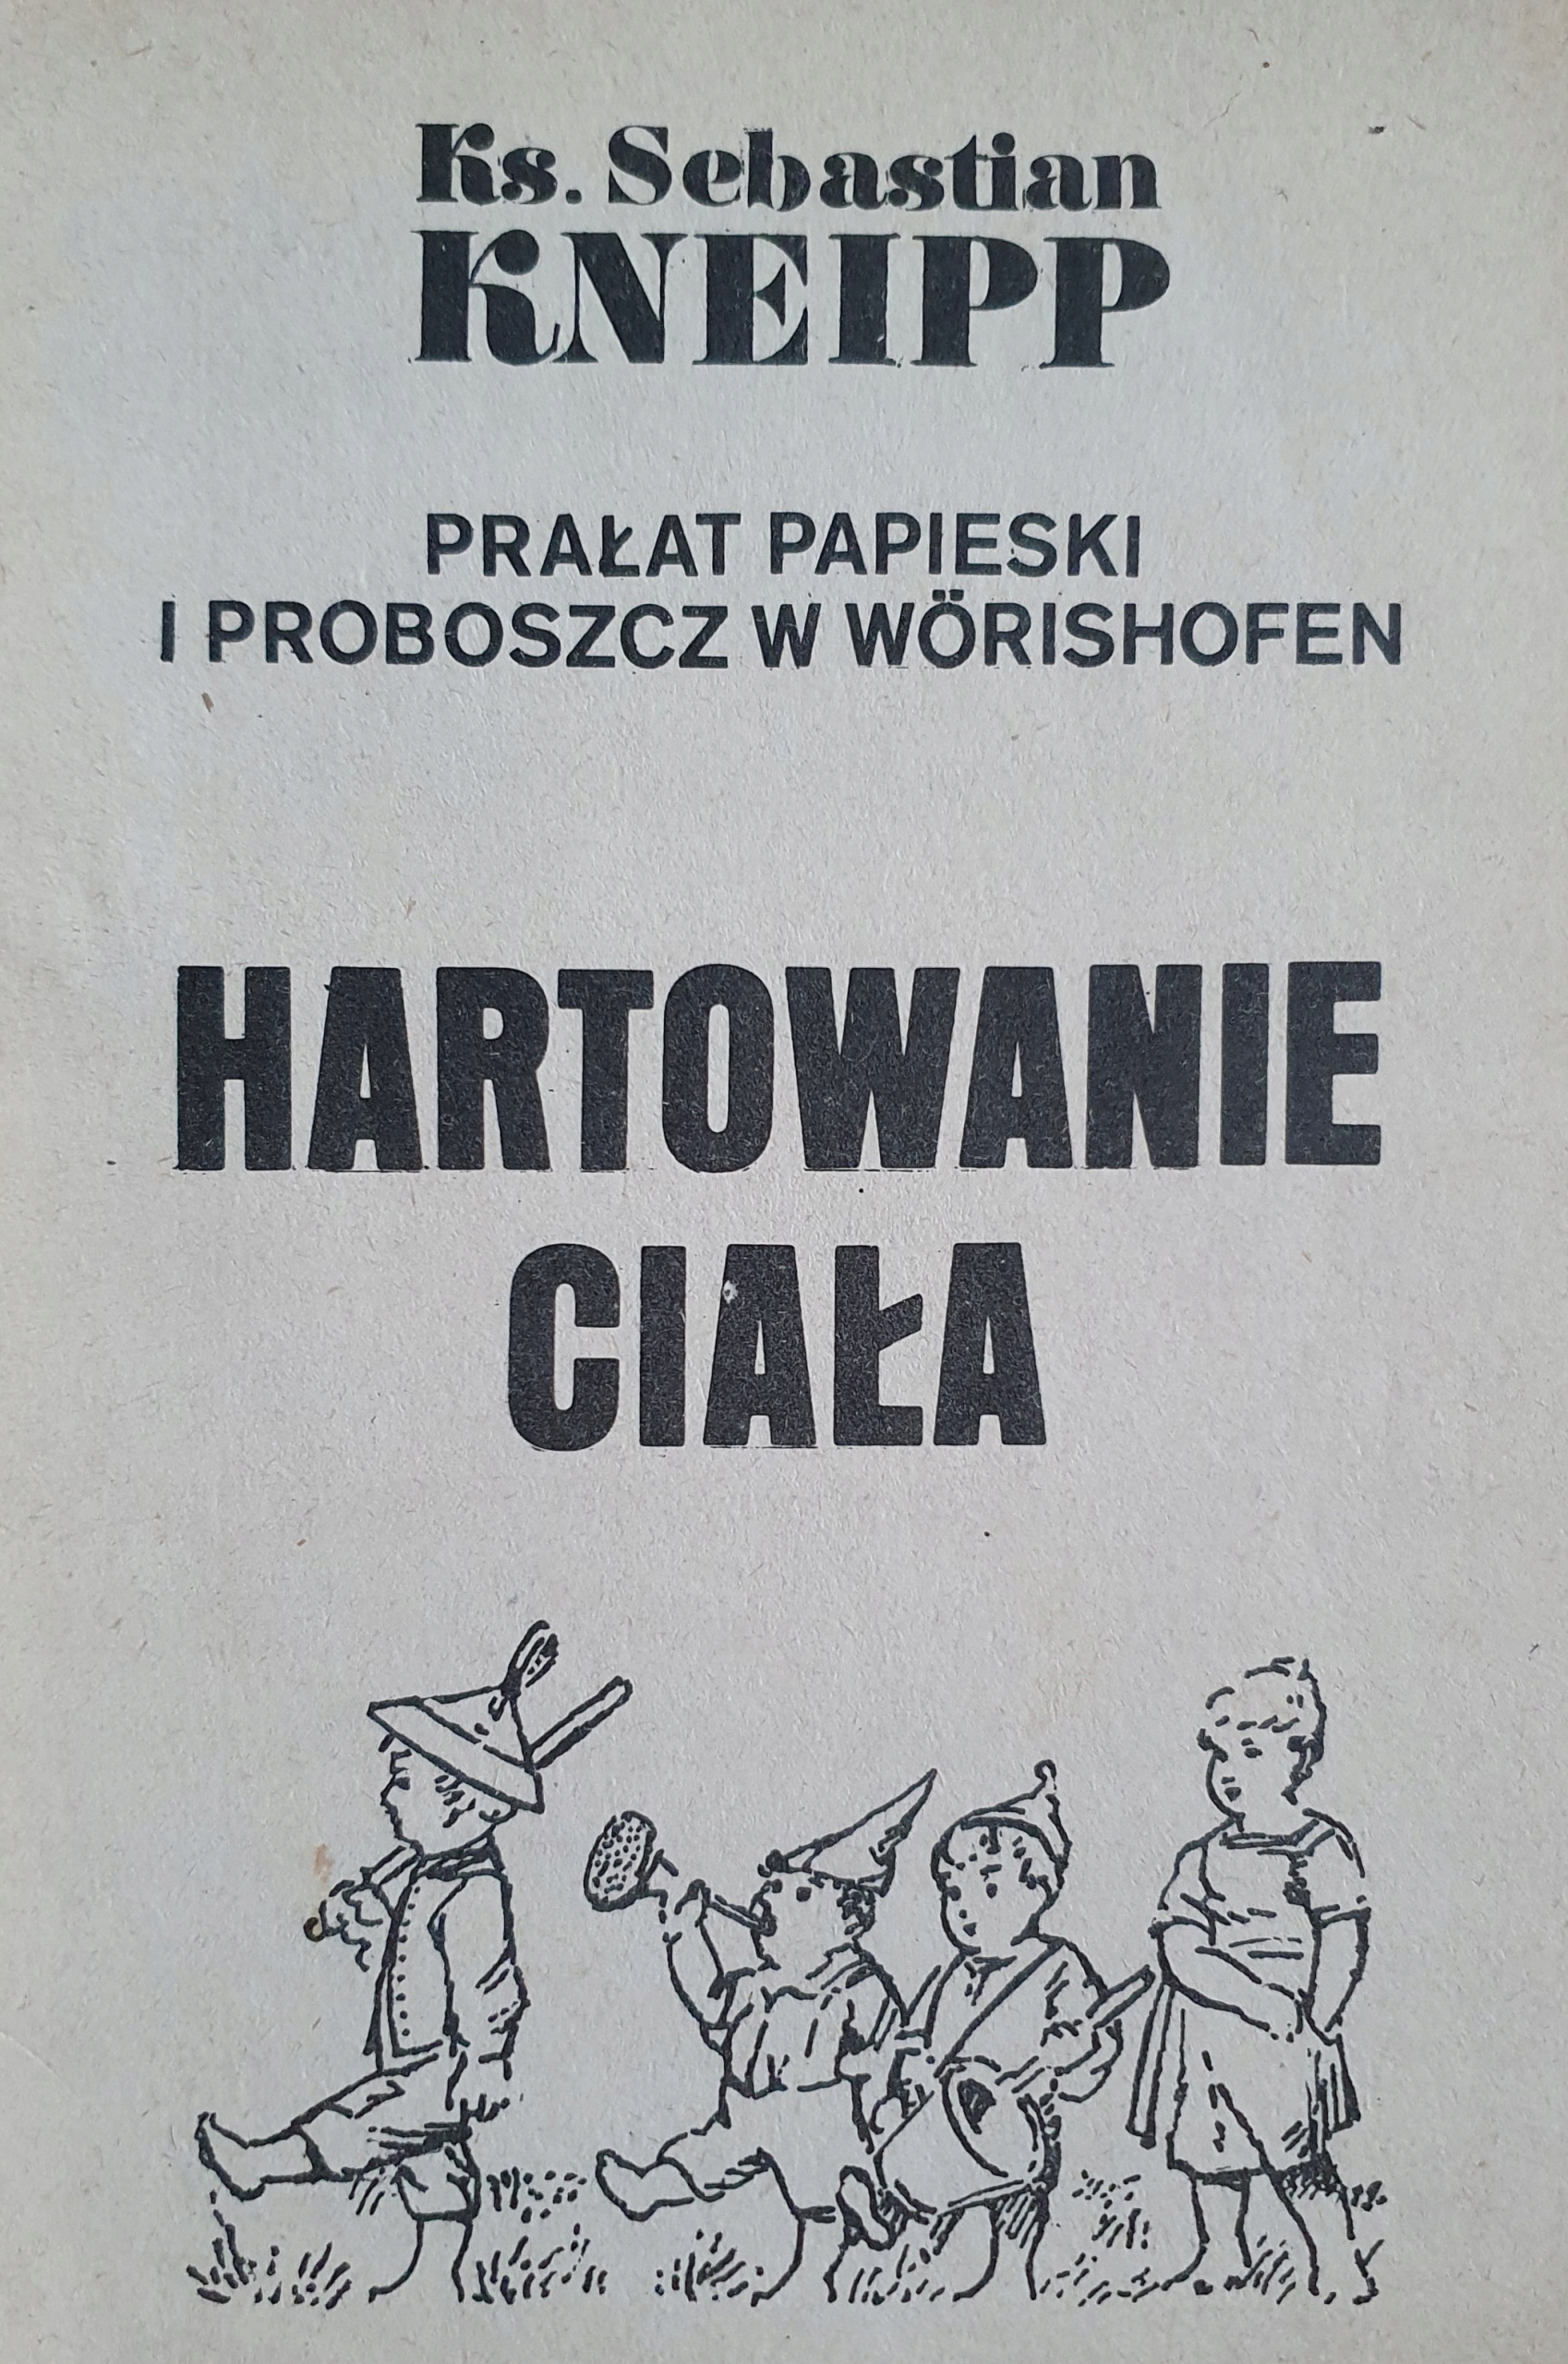 Ks. Sebastian
KNEIPP
PRAŁAT PAPIESKI
I PROBOSZCZ W WÖRISHOFEN
HARTOWANIE
CIAŁA